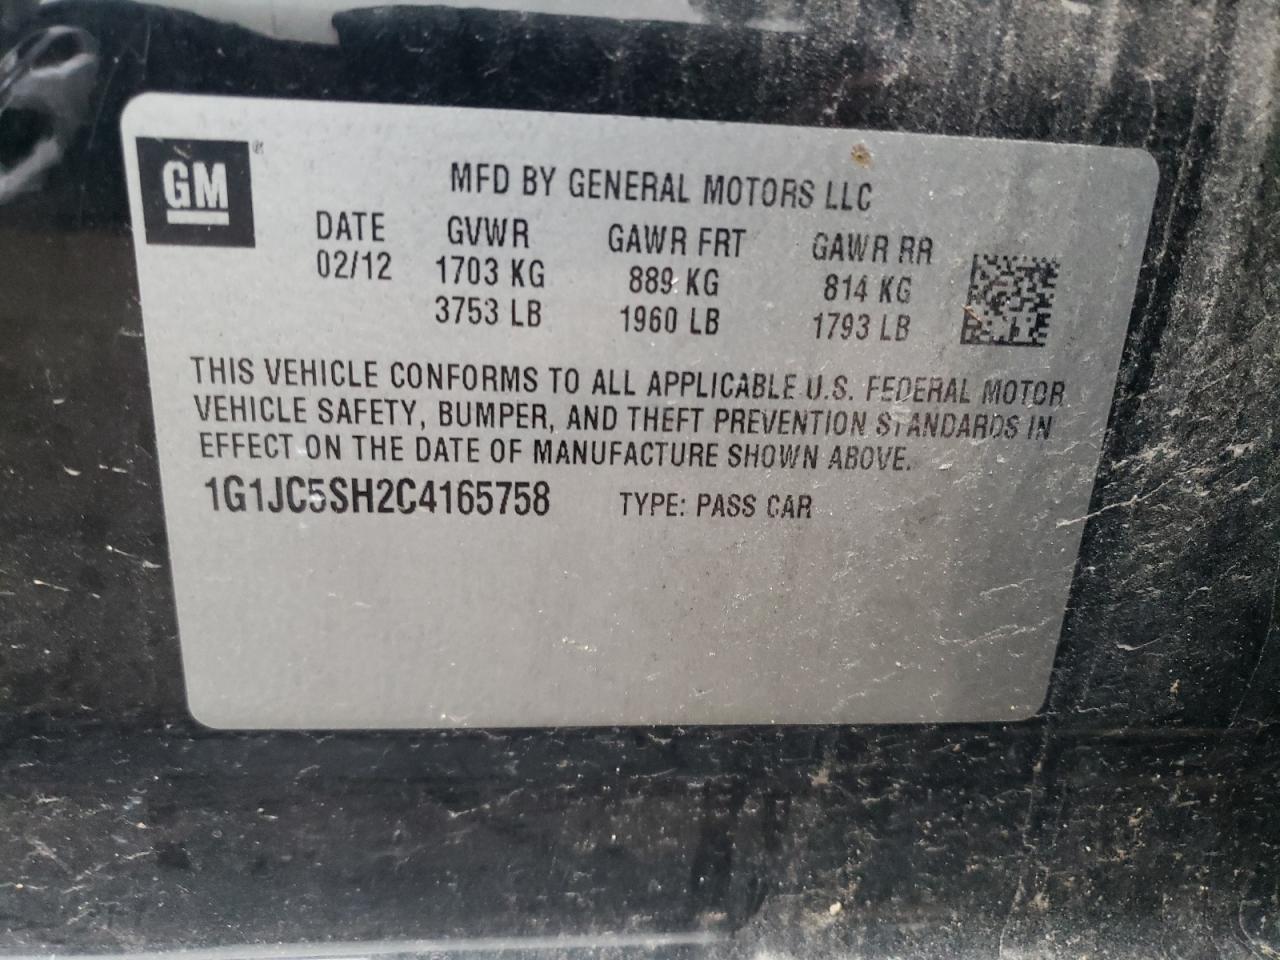 GM ®
MFD BY GENERAL MOTORS LLC
DATE GVWR GAWR FRT GAWR RR
02/12 1703 KG 889 KG 814 KG
3753 LB 1960 LB 1793 LB
THIS VEHICLE CONFORMS TO ALL APPLICABLE U.S. FEDERAL MOTOR
VEHICLE SAFETY, BUMPER, AND THEFT PREVENTION STANDARDS IN
EFFECT ON THE DATE OF MANUFACTURE SHOWN ABOVE.
1G1JC5SH2C4165758 TYPE: PASS CAR